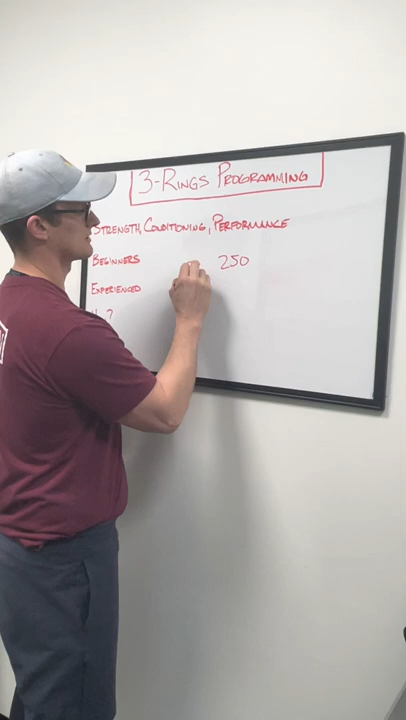 3-Rings Programming
Strength, Conditioning, Performance
Beginners 250
Experienced
?